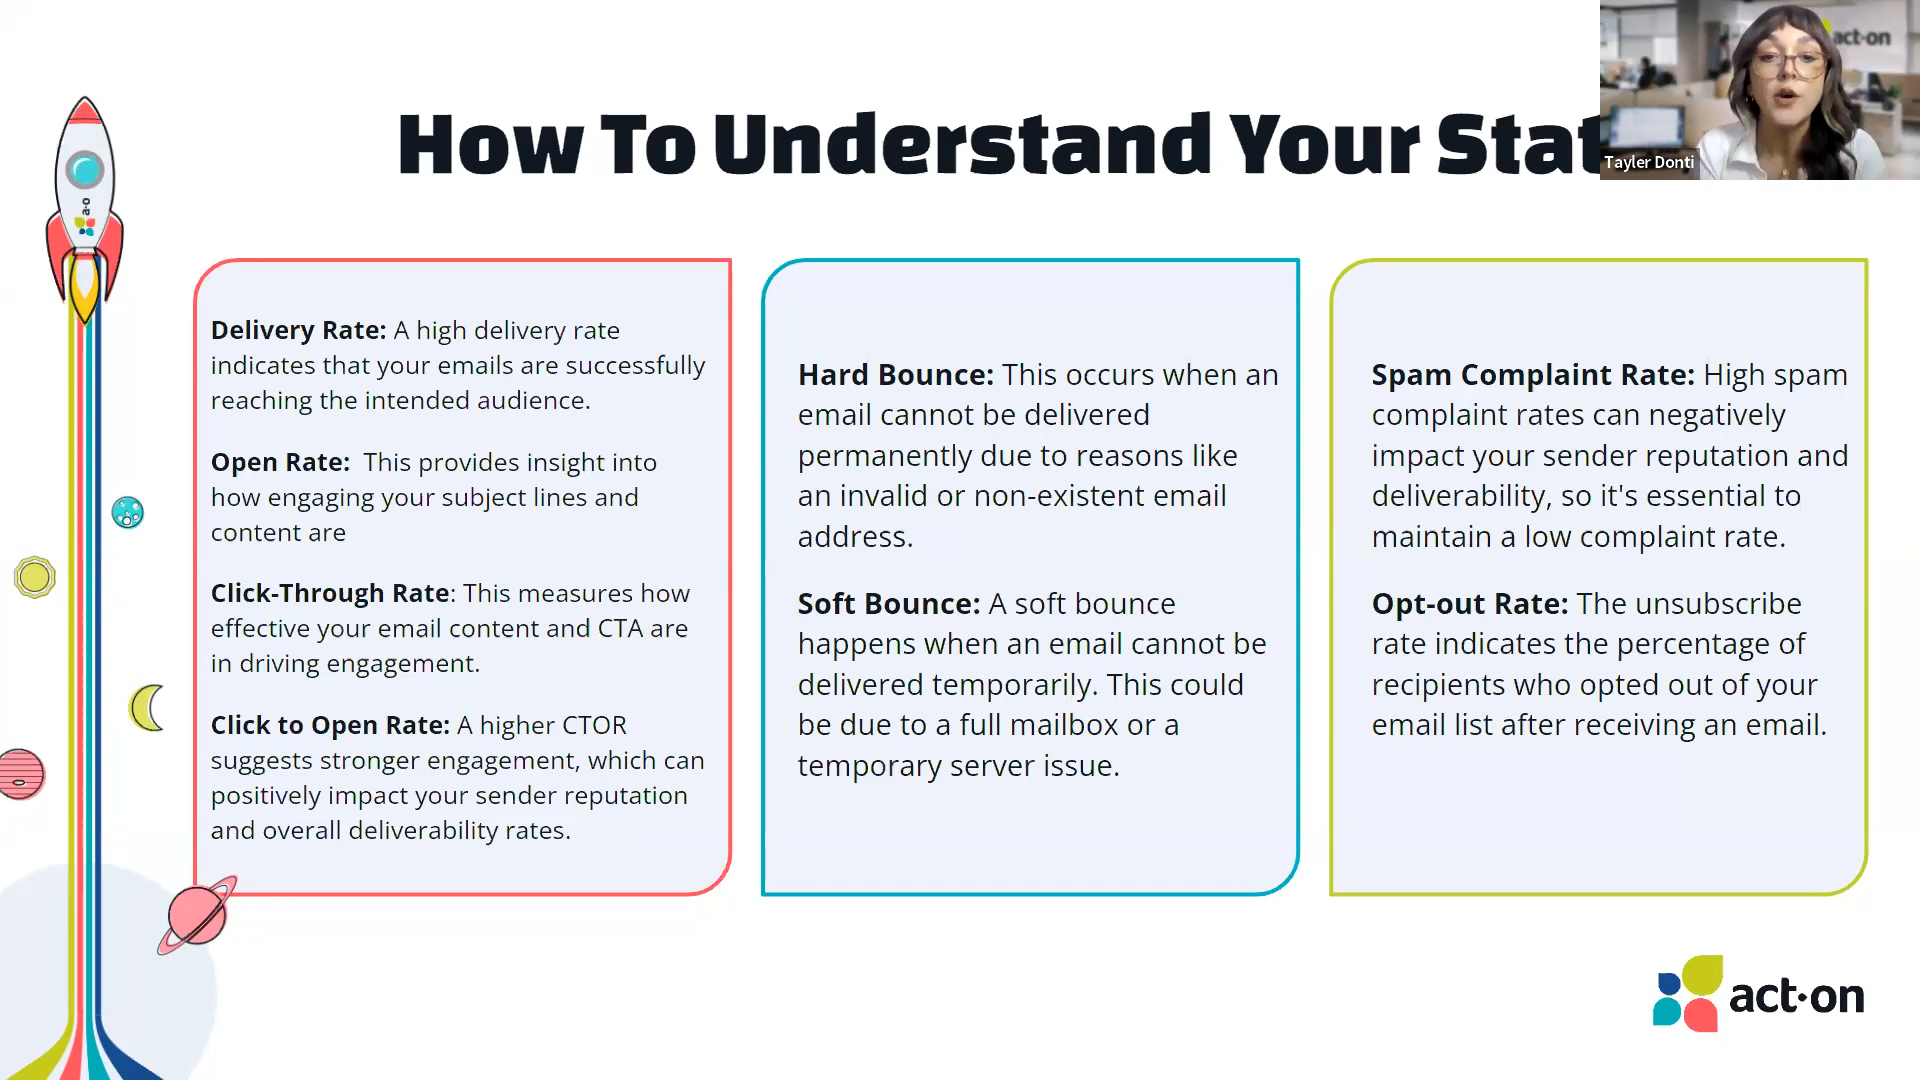 How To Understand Your Stat
act·on
Tayler Donti
a-o
Delivery Rate: A high delivery rate
indicates that your emails are successfully
reaching the intended audience.
Open Rate: This provides insight into
how engaging your subject lines and
content are
Click-Through Rate: This measures how
effective your email content and CTA are
in driving engagement.
Click to Open Rate: A higher CTOR
suggests stronger engagement, which can
positively impact your sender reputation
and overall deliverability rates.
Hard Bounce: This occurs when an
email cannot be delivered
permanently due to reasons like
an invalid or non-existent email
address.
Soft Bounce: A soft bounce
happens when an email cannot be
delivered temporarily. This could
be due to a full mailbox or a
temporary server issue.
Spam Complaint Rate: High spam
complaint rates can negatively
impact your sender reputation and
deliverability, so it's essential to
maintain a low complaint rate.
Opt-out Rate: The unsubscribe
rate indicates the percentage of
recipients who opted out of your
email list after receiving an email.
act·on